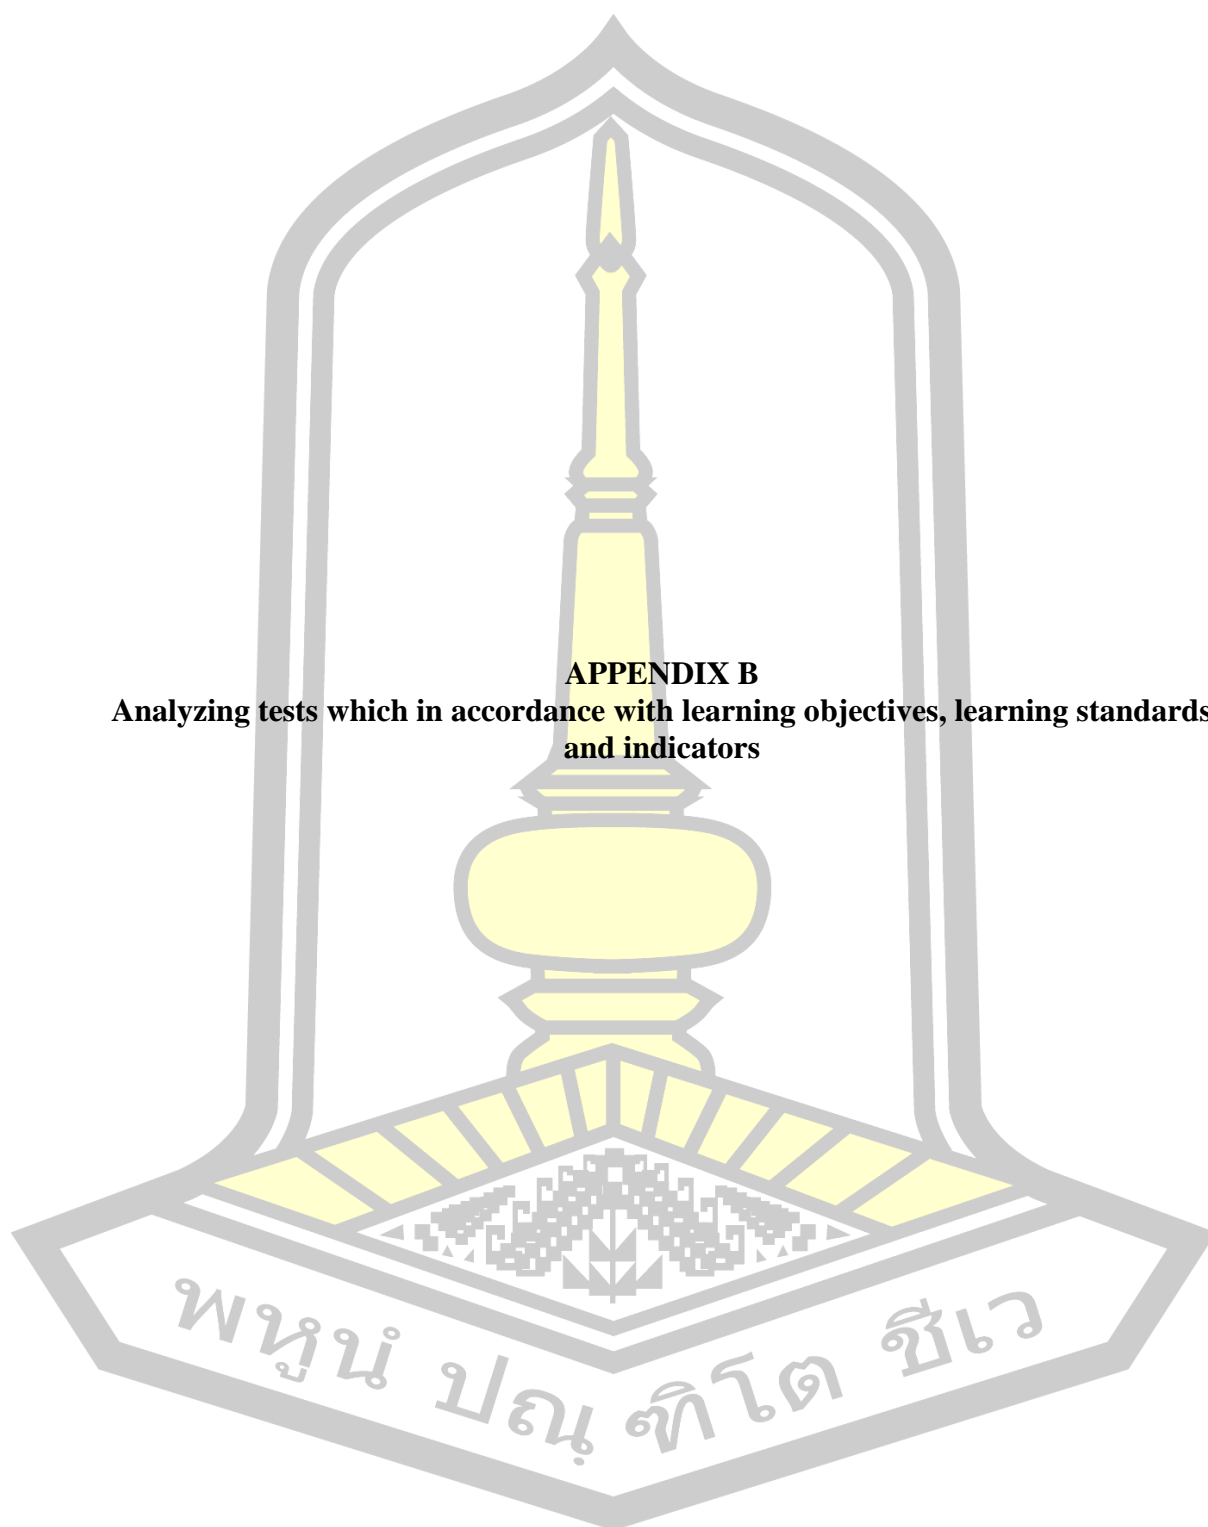 APPENDIX B
Analyzing tests which in accordance with learning objectives, learning standards
and indicators
พหูนํ ปณฺ ฑิโต ชีเว